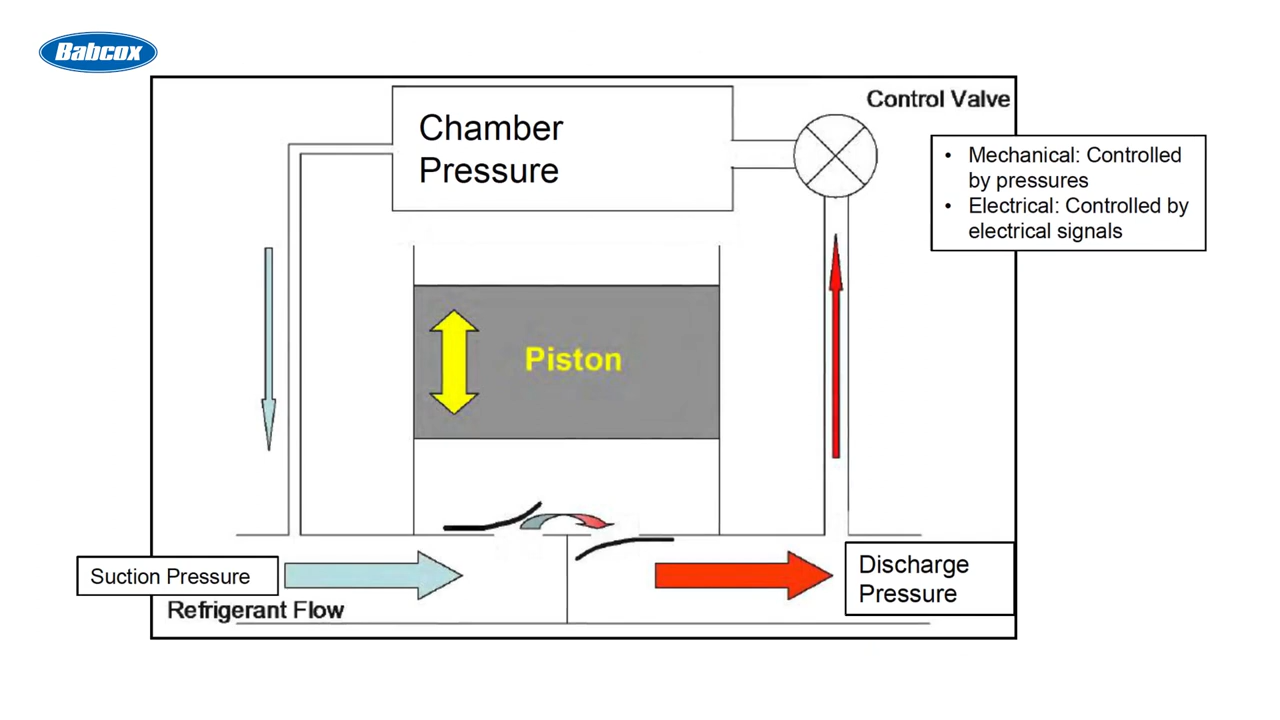 Babcox
Control Valve
Chamber
Pressure
• Mechanical: Controlled
by pressures
• Electrical: Controlled by
electrical signals
Piston
Suction Pressure
Discharge
Pressure
Refrigerant Flow